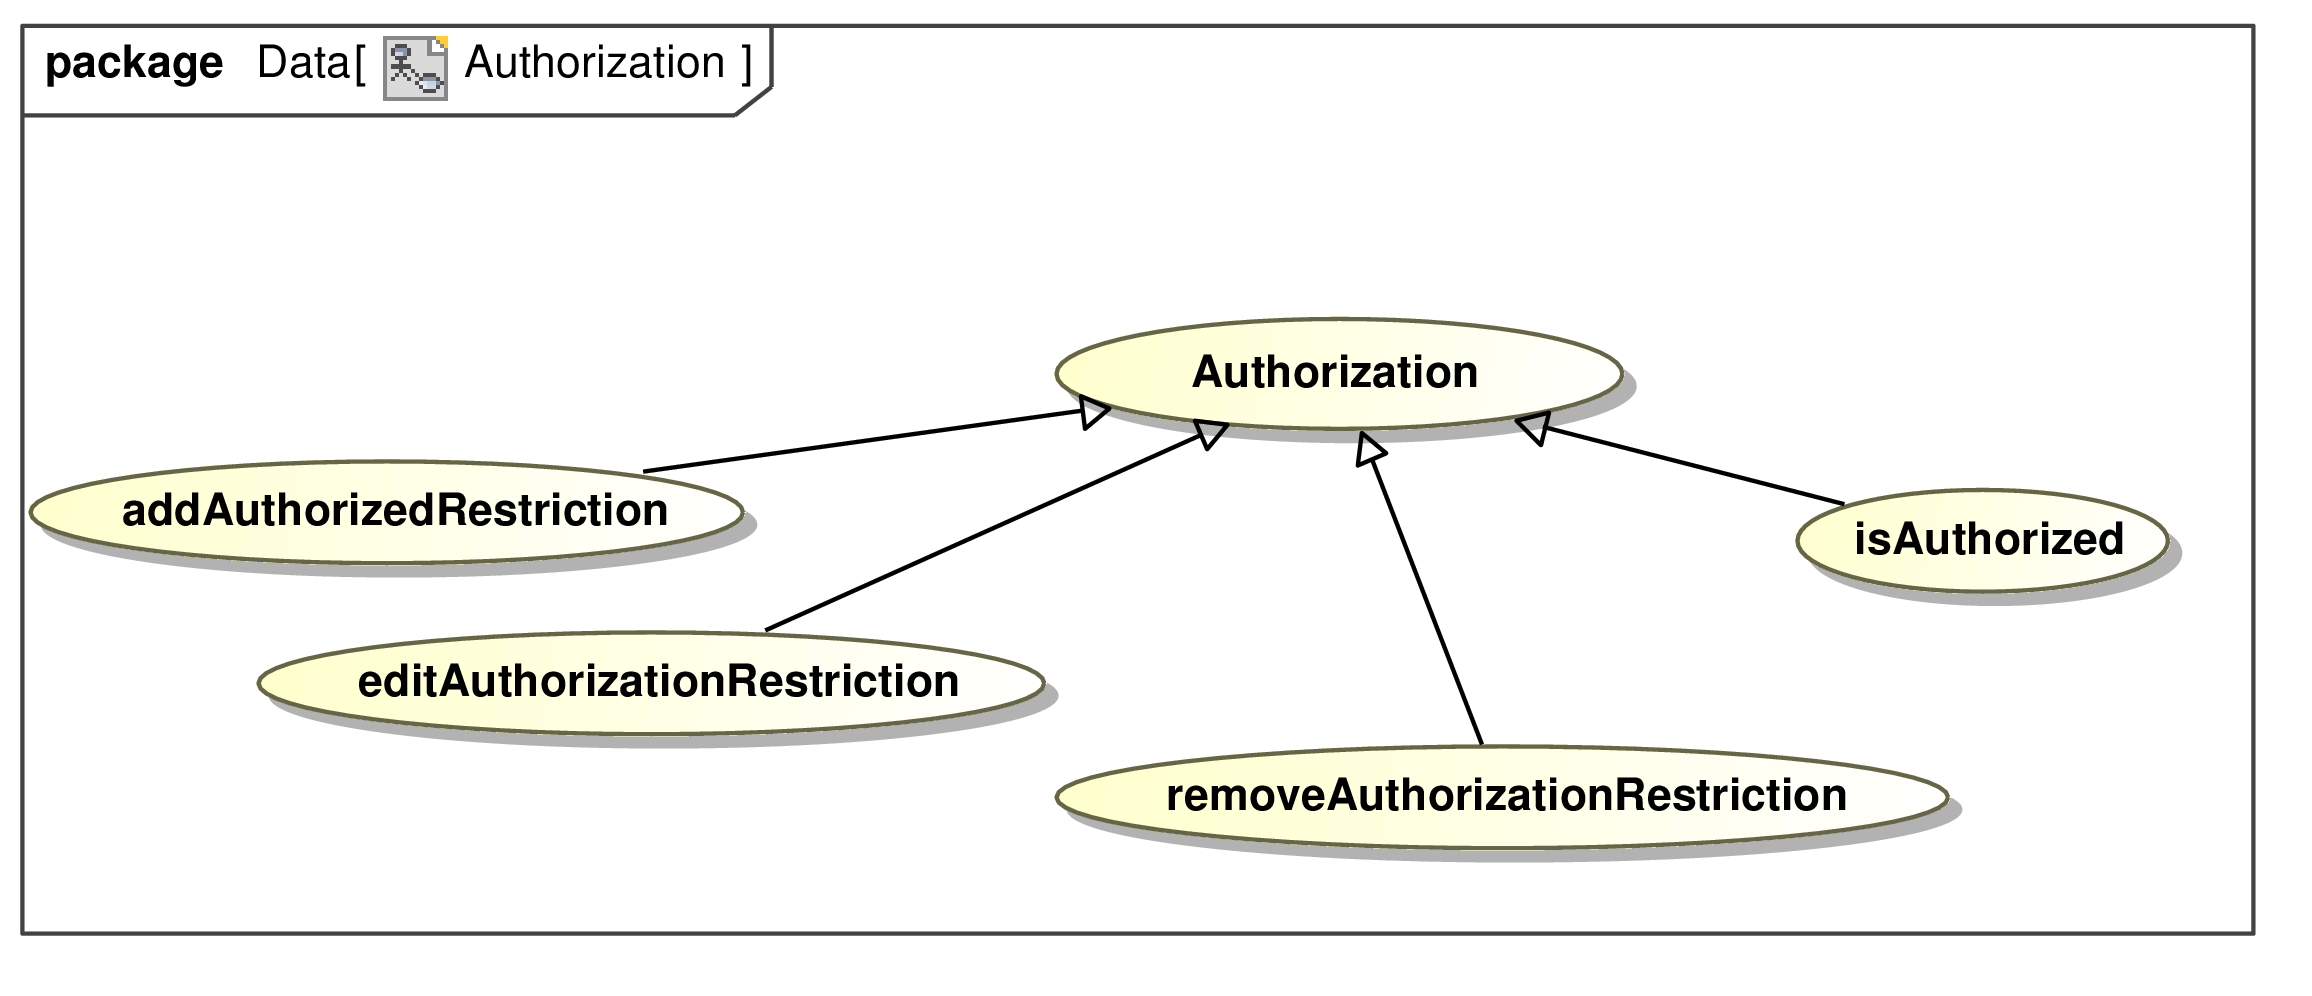 package Data[ Authorization ]
Authorization
addAuthorizedRestriction
isAuthorized
editAuthorizationRestriction
removeAuthorizationRestriction